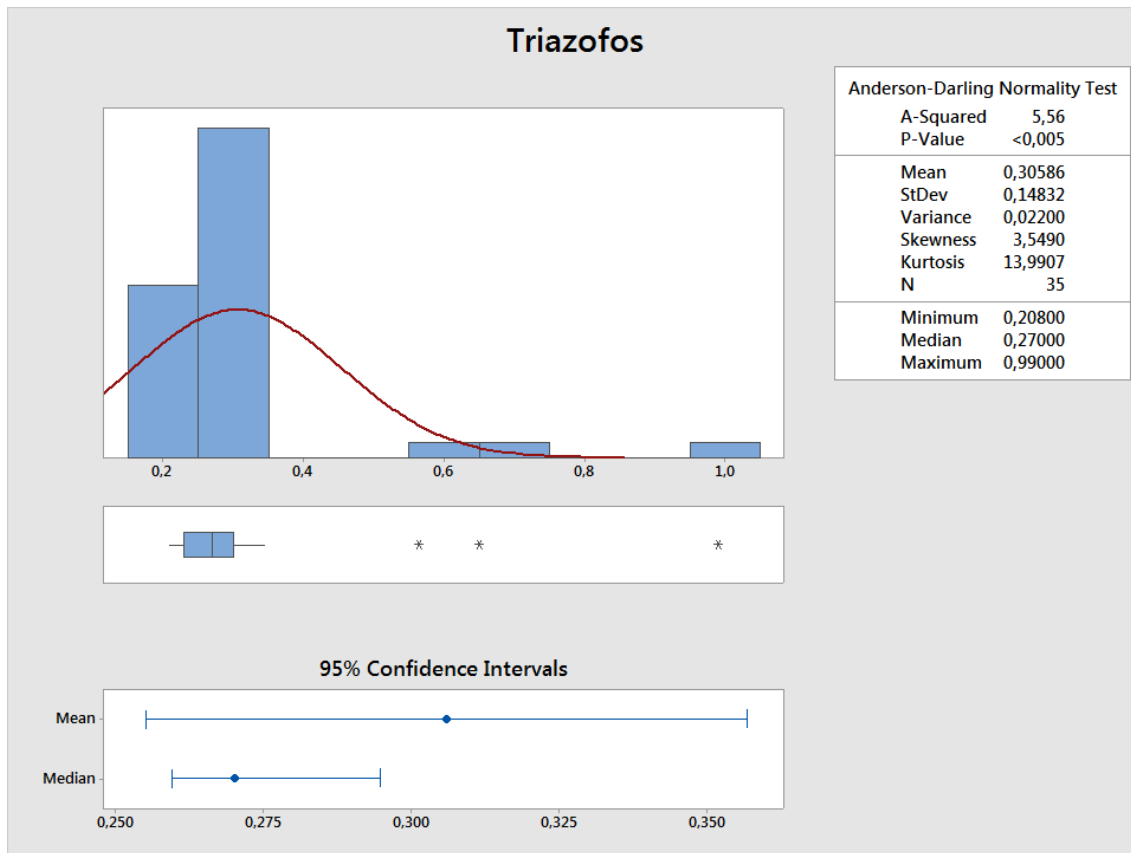 Triazofos
Anderson-Darling Normality Test
A-Squared 5,56
P-Value <0,005
Mean 0,30586
StDev 0,14832
Variance 0,02200
Skewness 3,5490
Kurtosis 13,9907
N 35
Minimum 0,20800
Median 0,27000
Maximum 0,99000
0,2 0,4 0,6 0,8 1,0
95% Confidence Intervals
Mean
Median
0,250 0,275 0,300 0,325 0,350